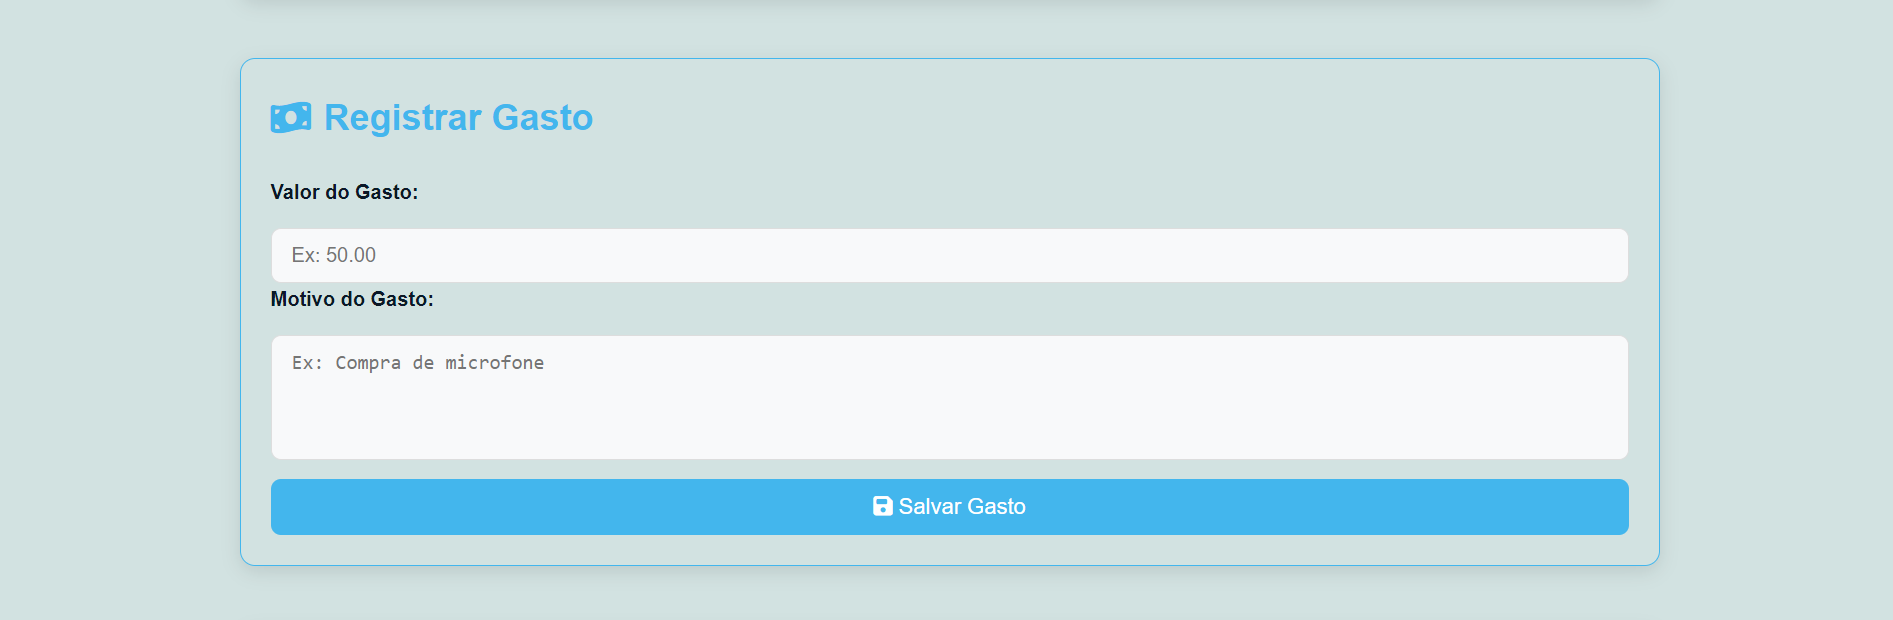 Registrar Gasto
Valor do Gasto:
Ex: 50.00
Motivo do Gasto:
Ex: Compra de microfone
Salvar Gasto